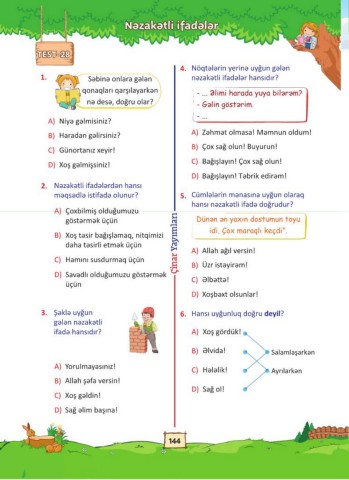 Nəzakətli ifadələr
TEST-28
1. Səbinə onlara gələn
qonaqları qarşılayarkən
nə desə, doğru olar?
A) Niyə gəlmisiniz?
B) Haradan gəlirsiniz?
C) Günortanız xeyir!
D) Xoş gəlmişsiniz!
2. Nəzakətli ifadələrdən hansı
məqsədlə istifadə olunur?
A) Çoxbilmiş olduğumuzu
göstərmək üçün
B) Xoş təsir bağışlamaq, nitqimizi
daha təsirli etmək üçün
C) Hamını susdurmaq üçün
D) Savadlı olduğumuzu göstərmək
üçün
3. Şəklə uyğun
gələn nəzakətli
ifadə hansıdır?
A) Yorulmayasınız!
B) Allah şəfa versin!
C) Xoş gəldin!
D) Sağ əlim başına!
Çinar Yayımları
4. Nöqtələrin yerinə uyğun gələn
nəzakətli ifadələr hansıdır?
- ... Əlimi harada yuya bilərəm?
- Gəlin göstərim.
- ...
A) Zəhmət olmasa! Məmnun oldum!
B) Çox sağ olun! Buyurun!
C) Bağışlayın! Çox sağ olun!
D) Bağışlayın! Təbrik edirəm!
5. Cümlələrin mənasına uyğun olaraq
hansı nəzakətli ifadə doğrudur?
Dünən ən yaxın dostumun toyu
idi. Çox maraqlı keçdi".
A) Allah ağıl versin!
B) Üzr istəyirəm!
C) Əlbəttə!
D) Xoşbəxt olsunlar!
6. Hansı uyğunluq doğru deyil?
A) Xoş gördük!
B) Əlvida!
Salamlaşarkən
C) Hələlik!
Ayrılarkən
D) Sağ ol!
144